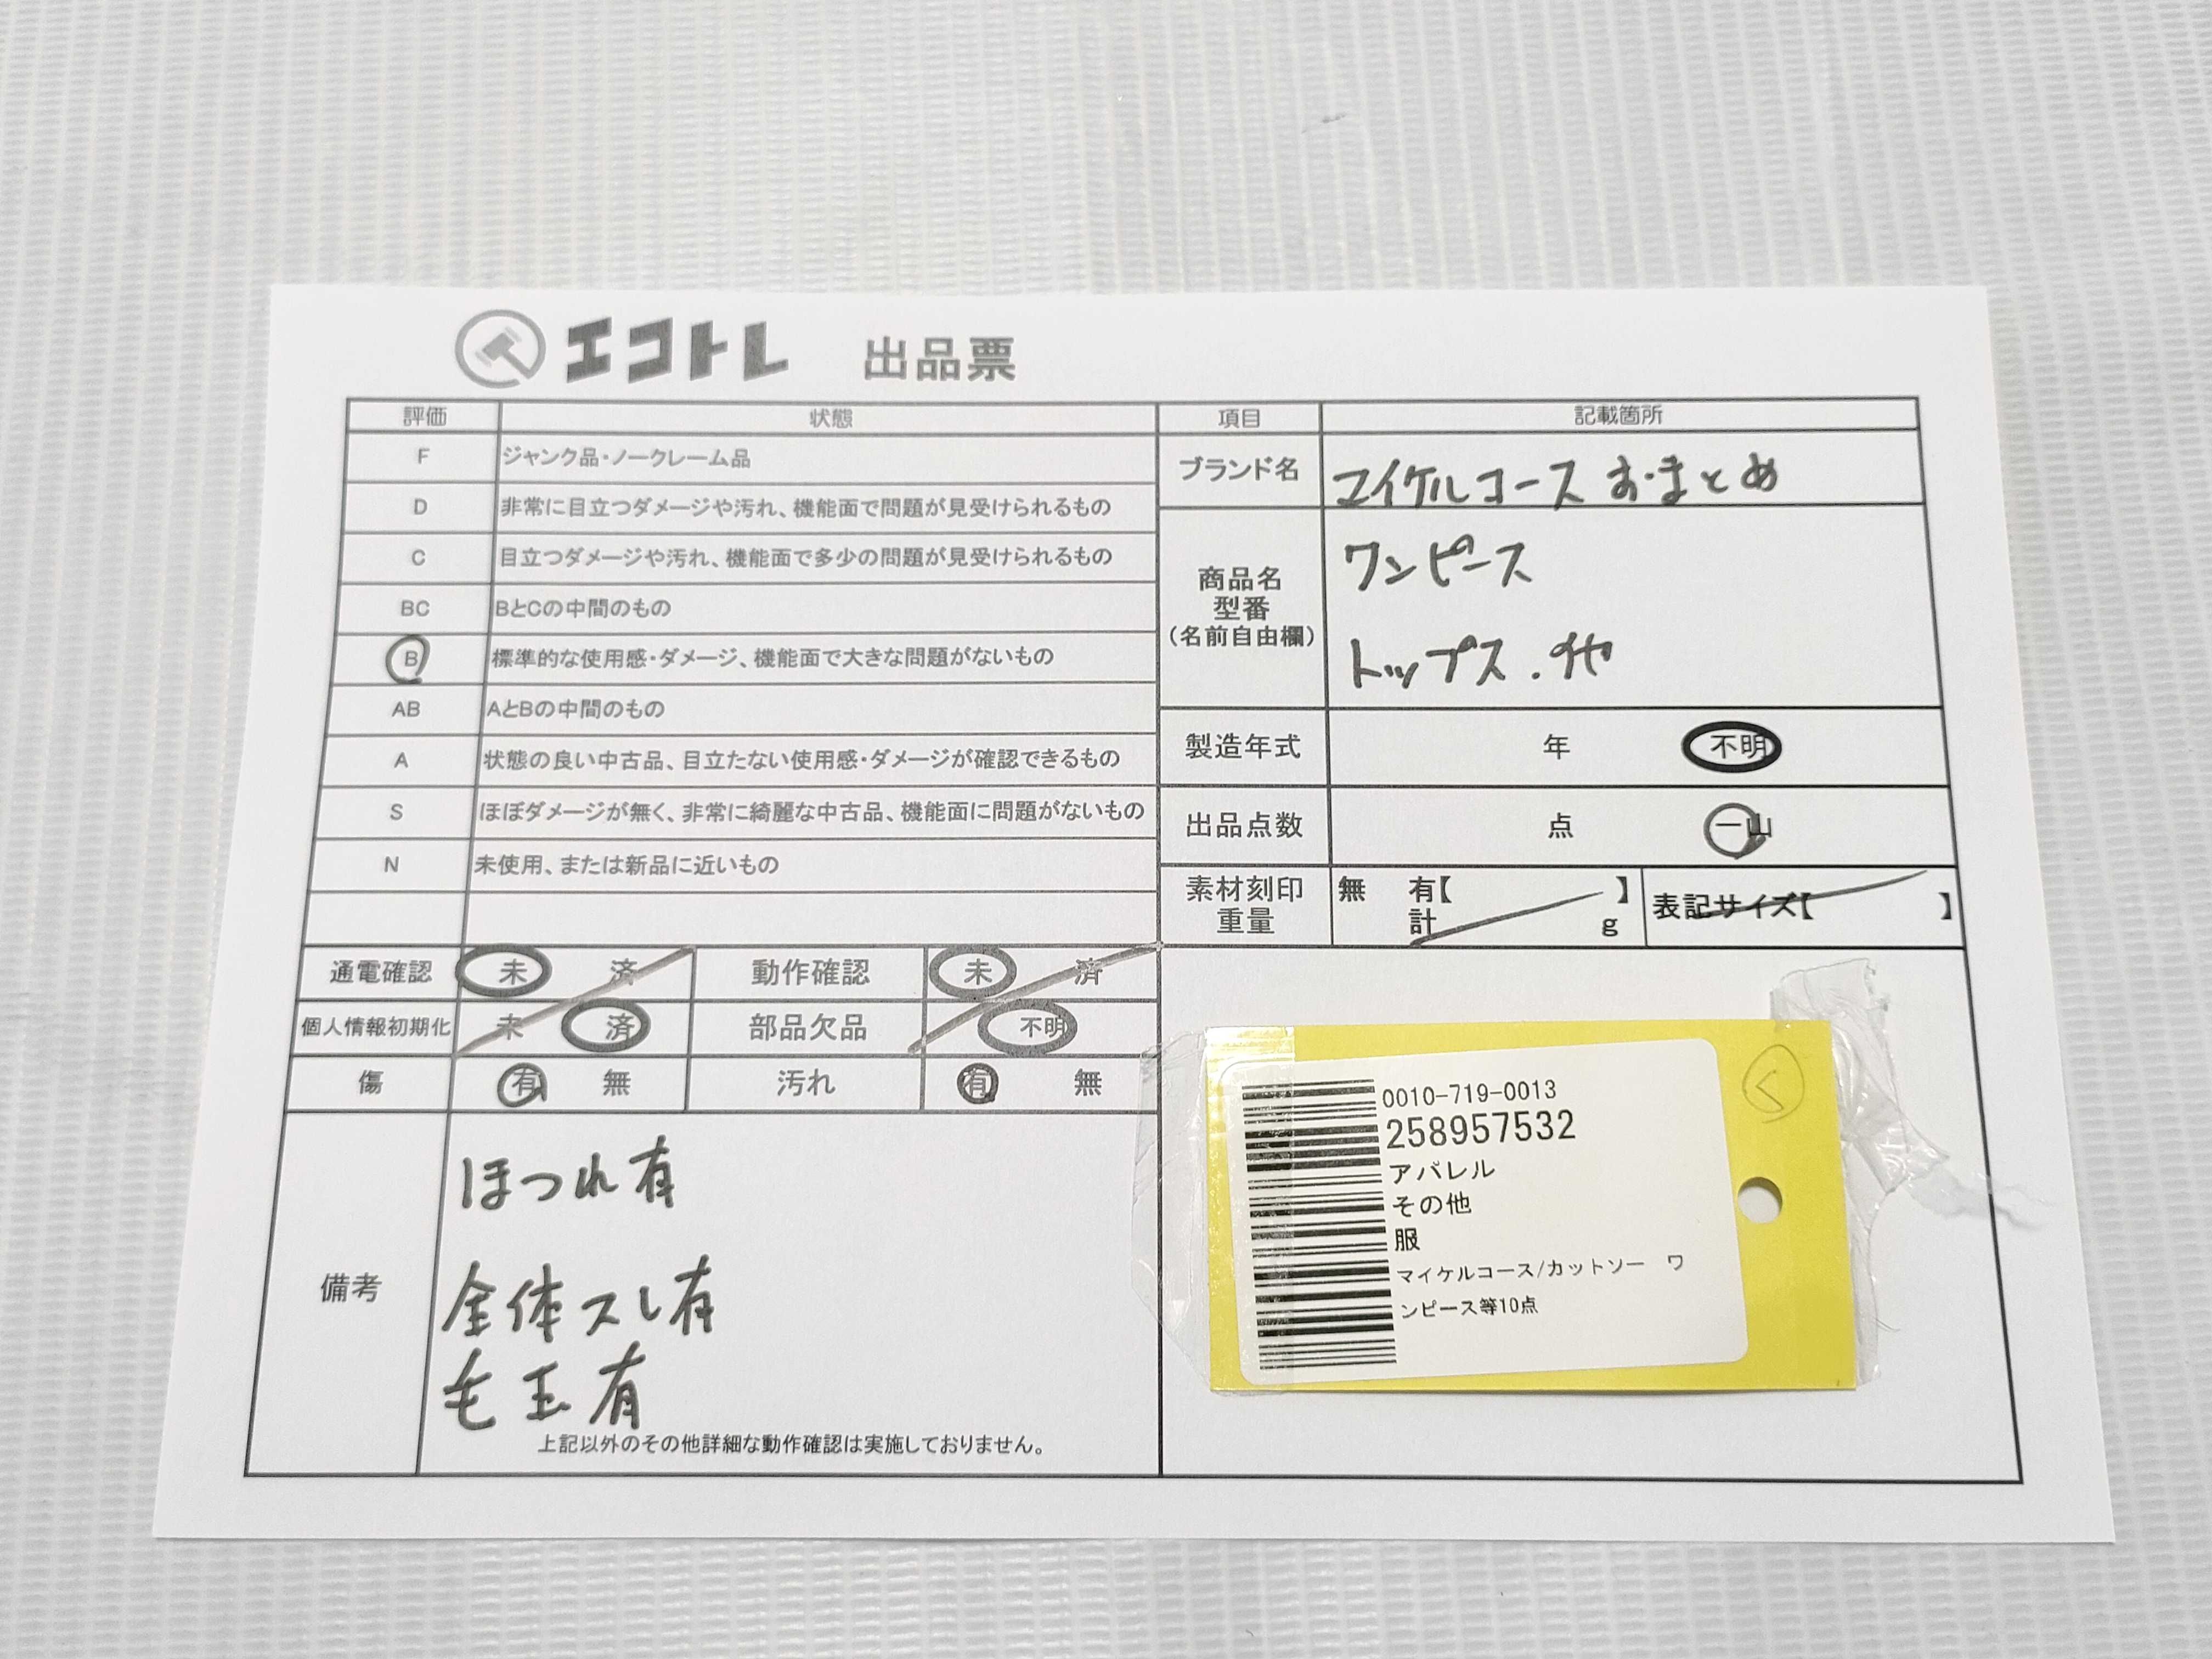 エコトレ 出品票
評価 状態
F ジャンク品・ノークレーム品
D 非常に目立つダメージや汚れ、機能面で問題が見受けられるもの
C 目立つダメージや汚れ、機能面で多少の問題が見受けられるもの
BC BとCの中間のもの
B 標準的な使用感・ダメージ、機能面で大きな問題がないもの
AB AとBの中間のもの
A 状態の良い中古品、目立たない使用感・ダメージが確認できるもの
S ほぼダメージが無く、非常に綺麗な中古品、機能面に問題がないもの
N 未使用、または新品に近いもの
項目 記載箇所
ブランド名 マイケルコース おまとめ
商品名
型番
(名前自由欄)
ワンピース
トップス.他
製造年式 年 不明
出品点数 点 一山
素材刻印
重量
無 有【 】
計 g
表記サイズ【 】
通電確認 未 済 動作確認 未 済
個人情報初期化 未 済 部品欠品 不明
傷 有 無 汚れ 有 無
備考
ほつれ有
全体スレ有
毛玉有
上記以外のその他詳細な動作確認は実施しておりません。
0010-719-0013
258957532
アパレル
その他
服
マイケルコース/カットソー ワ
ンピース等10点